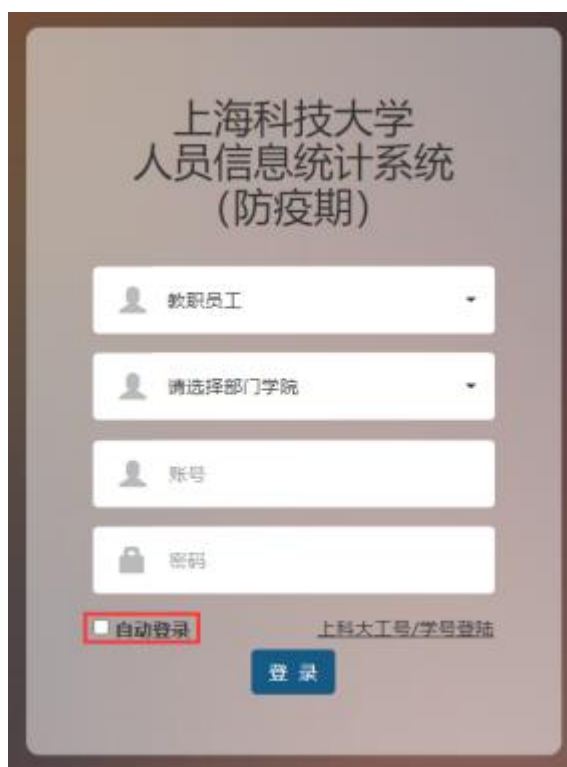 上海科技大学
人员信息统计系统
(防疫期)
教职员工
请选择部门学院
账号
密码
自动登录 上科大工号/学号登陆
登 录